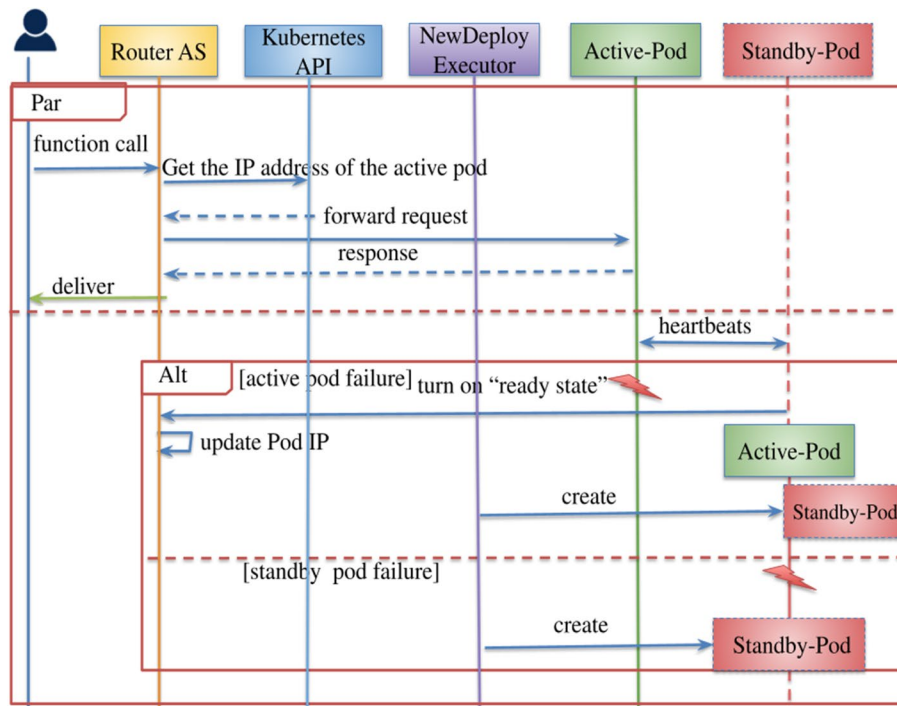 Router AS
Kubernetes
API
NewDeploy
Executor
Active-Pod
Standby-Pod
Par
function call
Get the IP address of the active pod
forward request
response
deliver
heartbeats
Alt
[active pod failure]
turn on “ready state”
update Pod IP
Active-Pod
create
Standby-Pod
[standby pod failure]
create
Standby-Pod